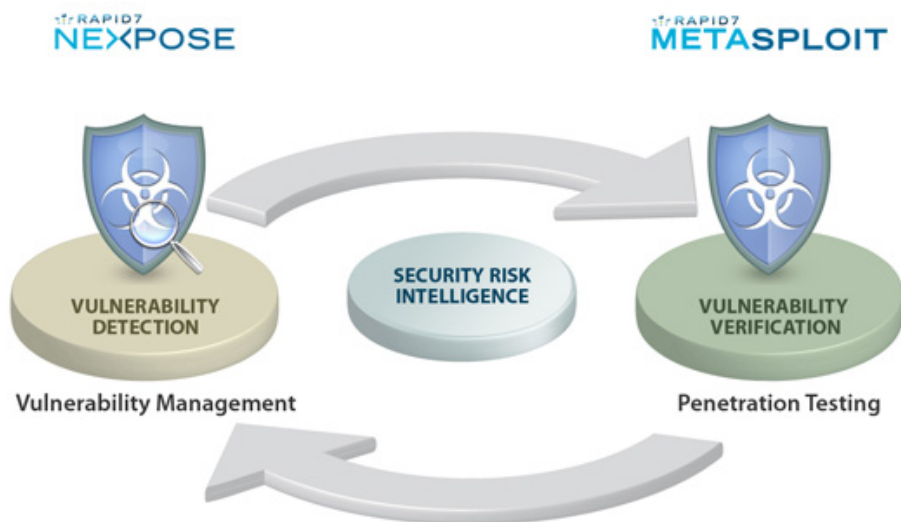 RAPID7
NEXPOSE
RAPID7
METASPLOIT
VULNERABILITY
DETECTION
Vulnerability Management
SECURITY RISK
INTELLIGENCE
VULNERABILITY
VERIFICATION
Penetration Testing